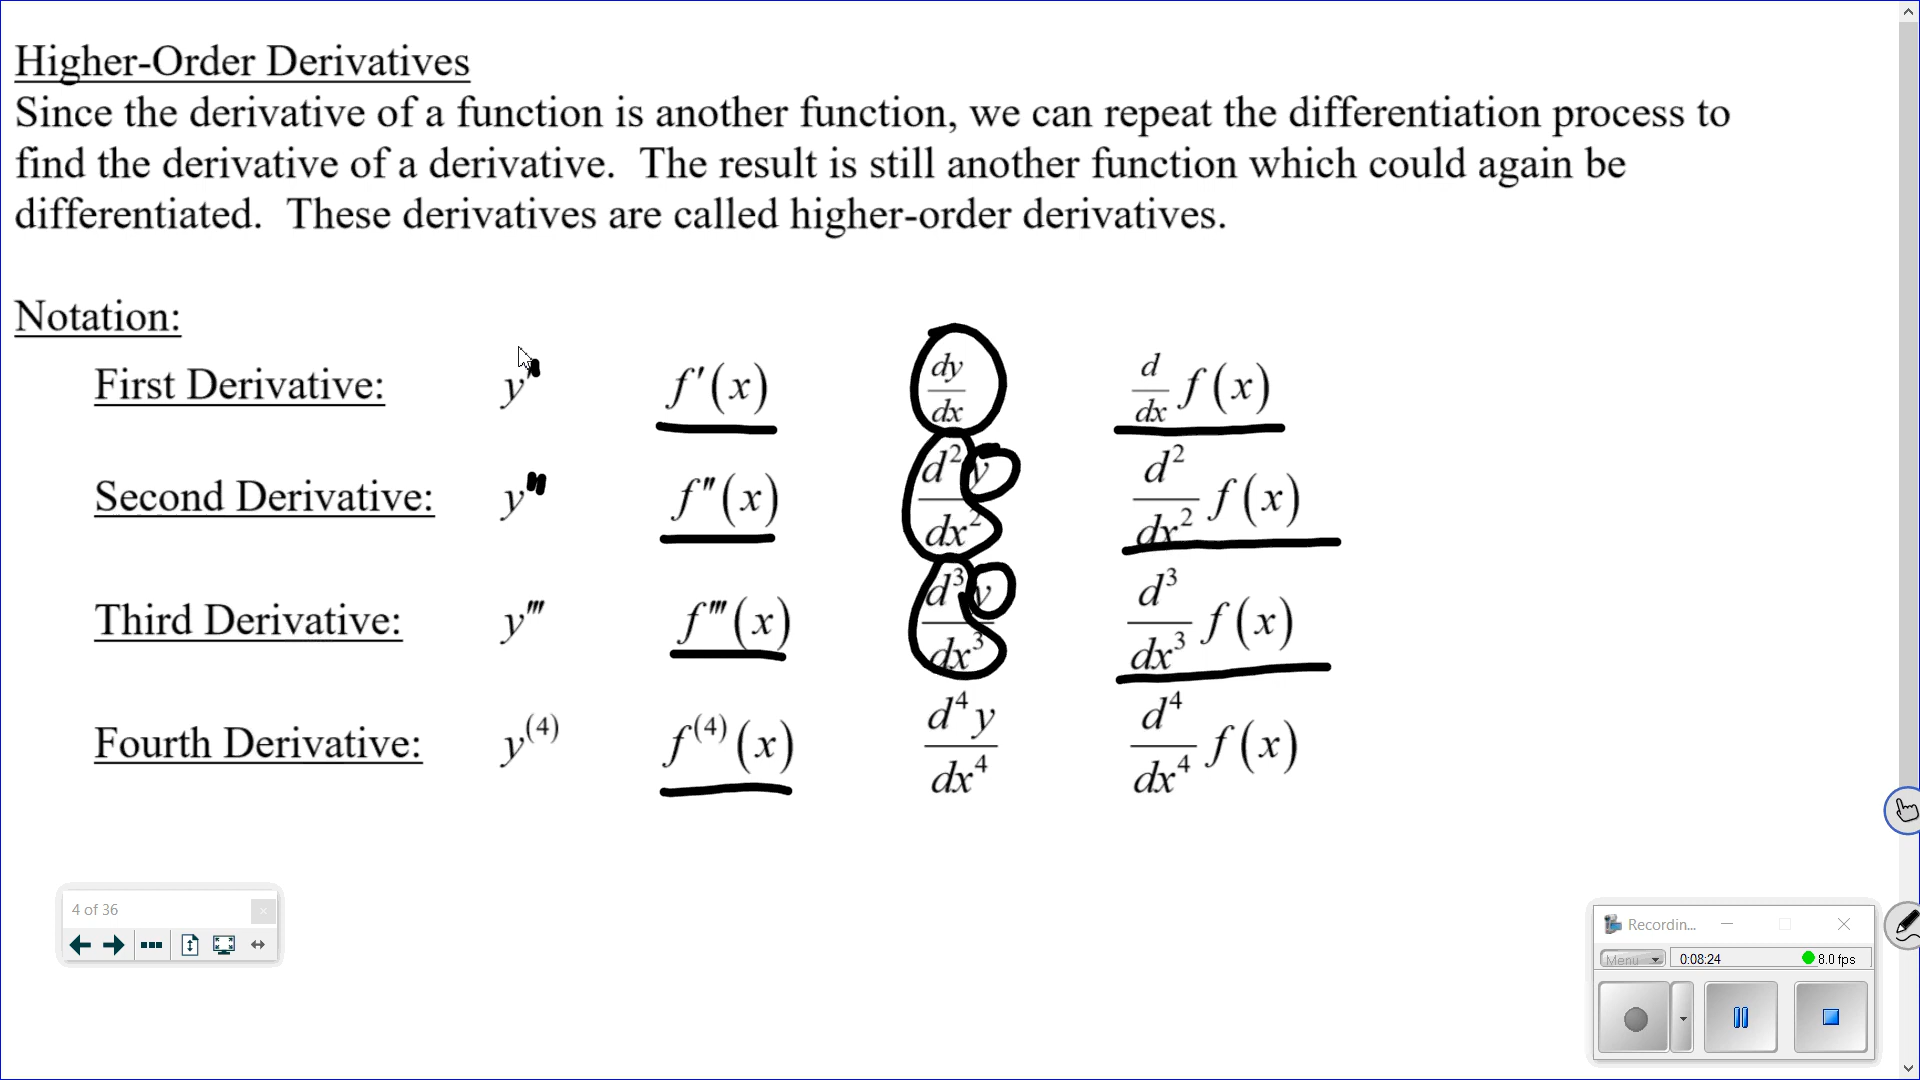 Higher-Order Derivatives
Since the derivative of a function is another function, we can repeat the differentiation process to
find the derivative of a derivative. The result is still another function which could again be
differentiated. These derivatives are called higher-order derivatives.
Notation:
First Derivative: y′ f′(x) dy/dx d/dx f(x)
Second Derivative: y″ f″(x) d²y/dx² d²/dx² f(x)
Third Derivative: y‴ f‴(x) d³y/dx³ d³/dx³ f(x)
Fourth Derivative: y⁽⁴⁾ f⁽⁴⁾(x) d⁴y/dx⁴ d⁴/dx⁴ f(x)
4 of 36
Recordin...
Menu 0:08:24 8.0 fps